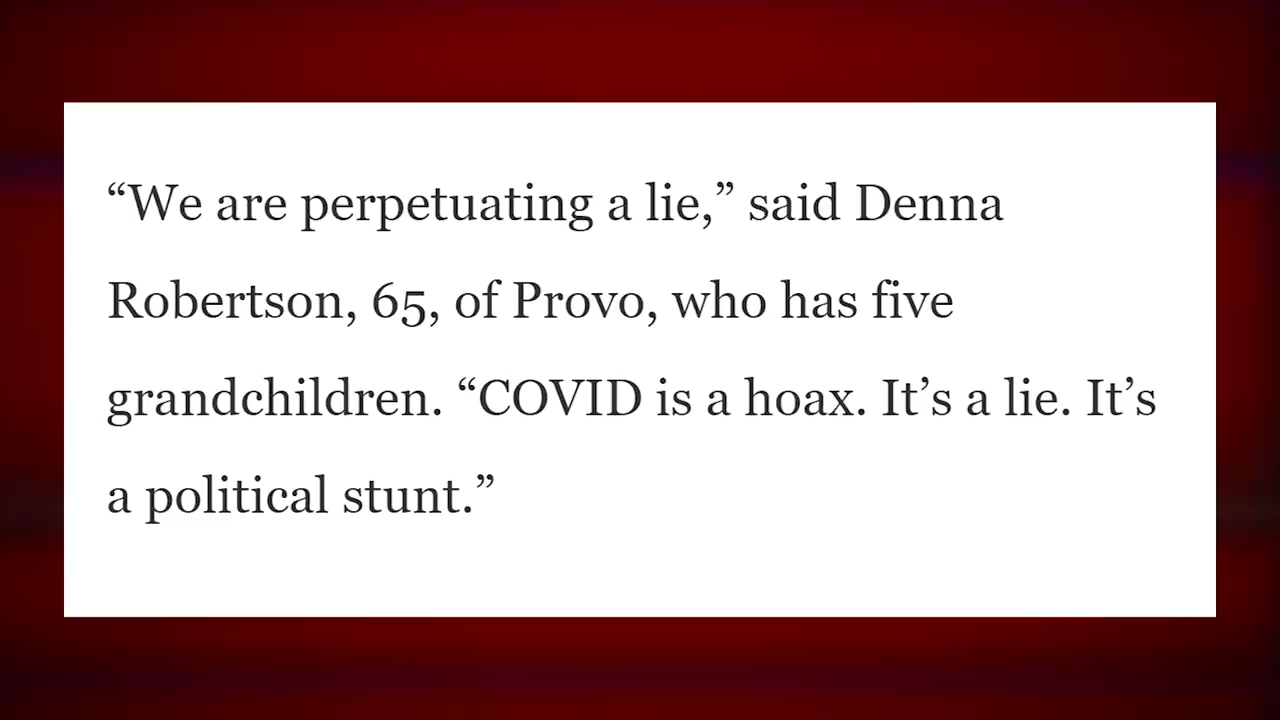 “We are perpetuating a lie,” said Denna
Robertson, 65, of Provo, who has five
grandchildren. “COVID is a hoax. It’s a lie. It’s
a political stunt.”